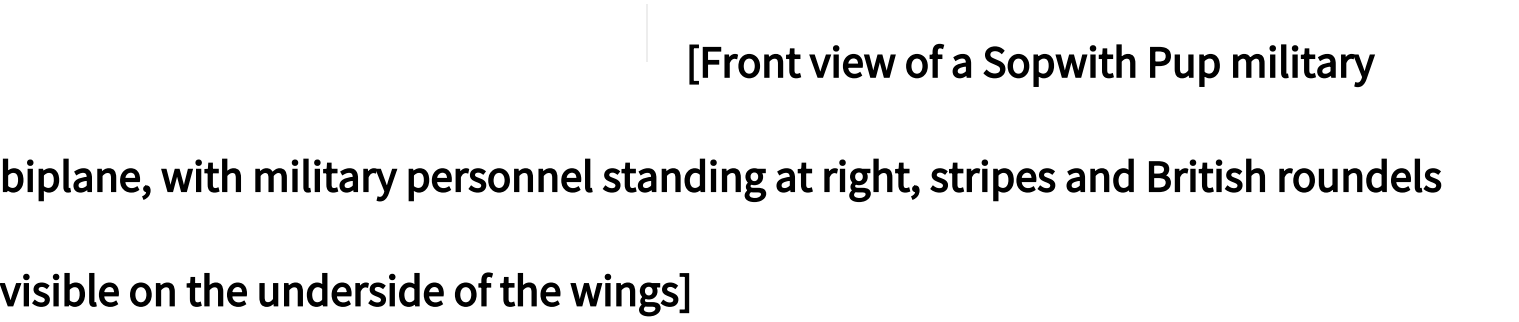 [Front view of a Sopwith Pup military
biplane, with military personnel standing at right, stripes and British roundels
visible on the underside of the wings]